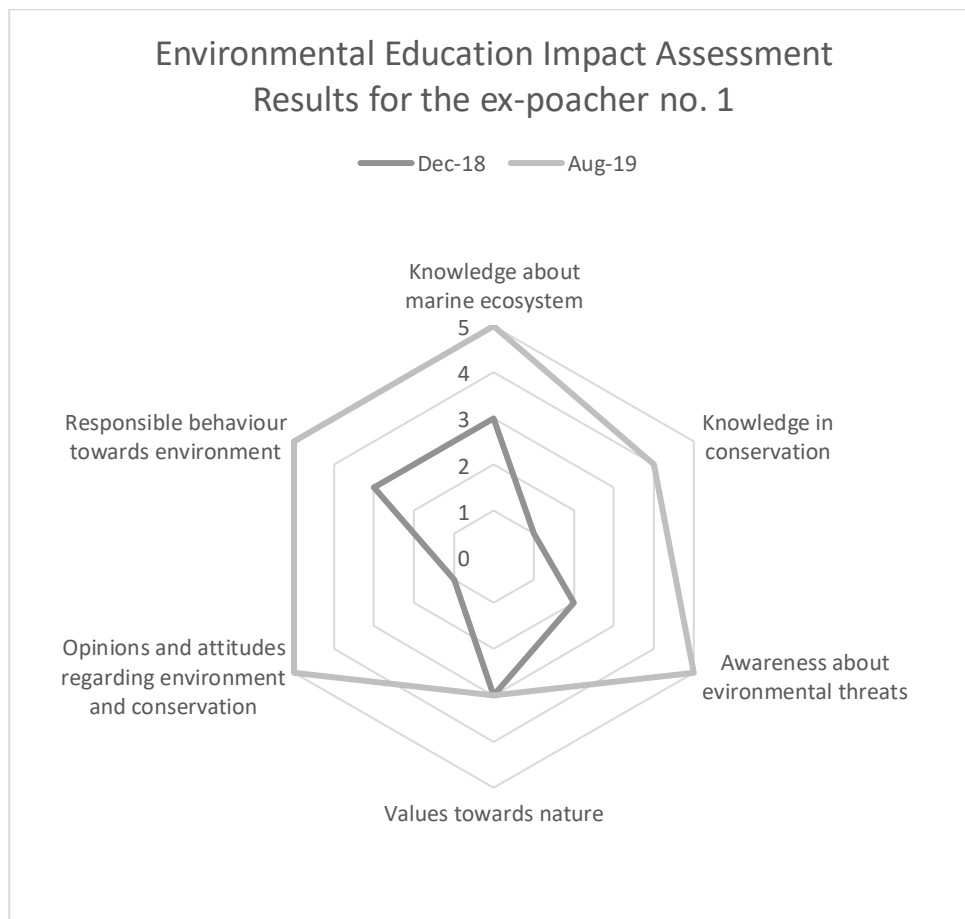 Environmental Education Impact Assessment
Results for the ex-poacher no. 1
Dec-18 Aug-19
Knowledge about
marine ecosystem
5
4
3
2
1
0
Knowledge in
conservation
Awareness about
evironmental threats
Values towards nature
Opinions and attitudes
regarding environment
and conservation
Responsible behaviour
towards environment